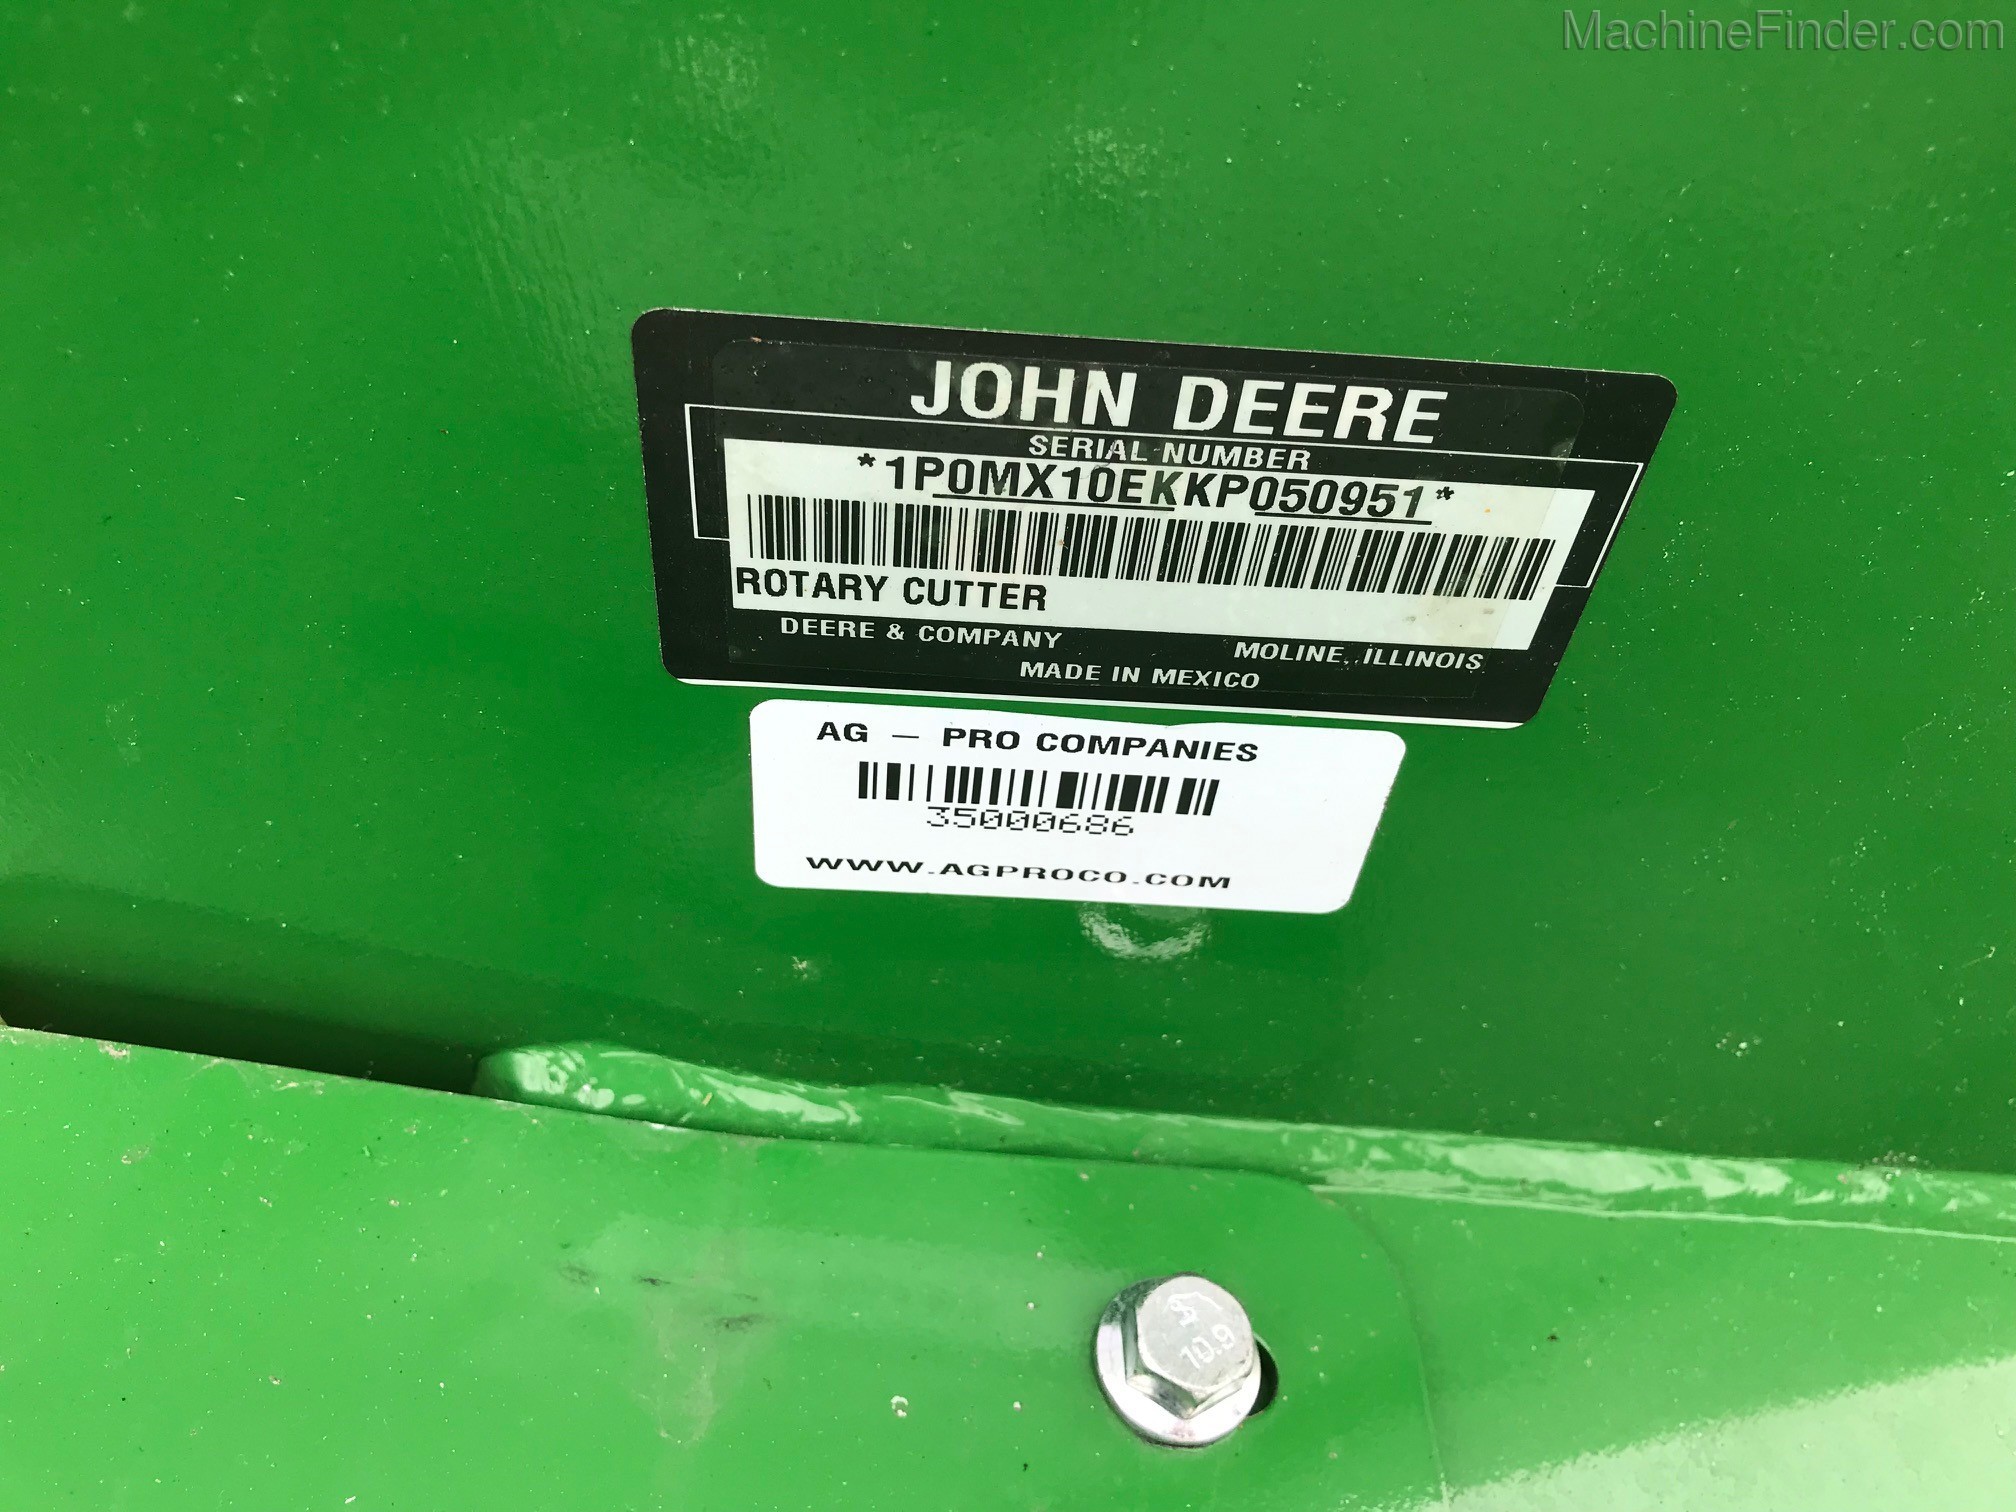 MachineFinder.com
JOHN DEERE
SERIAL NUMBER
*1P0MX10EKKP050951*
ROTARY CUTTER
DEERE & COMPANY MOLINE, ILLINOIS
MADE IN MEXICO
AG - PRO COMPANIES
35000686
WWW.AGPROCO.COM
10.9